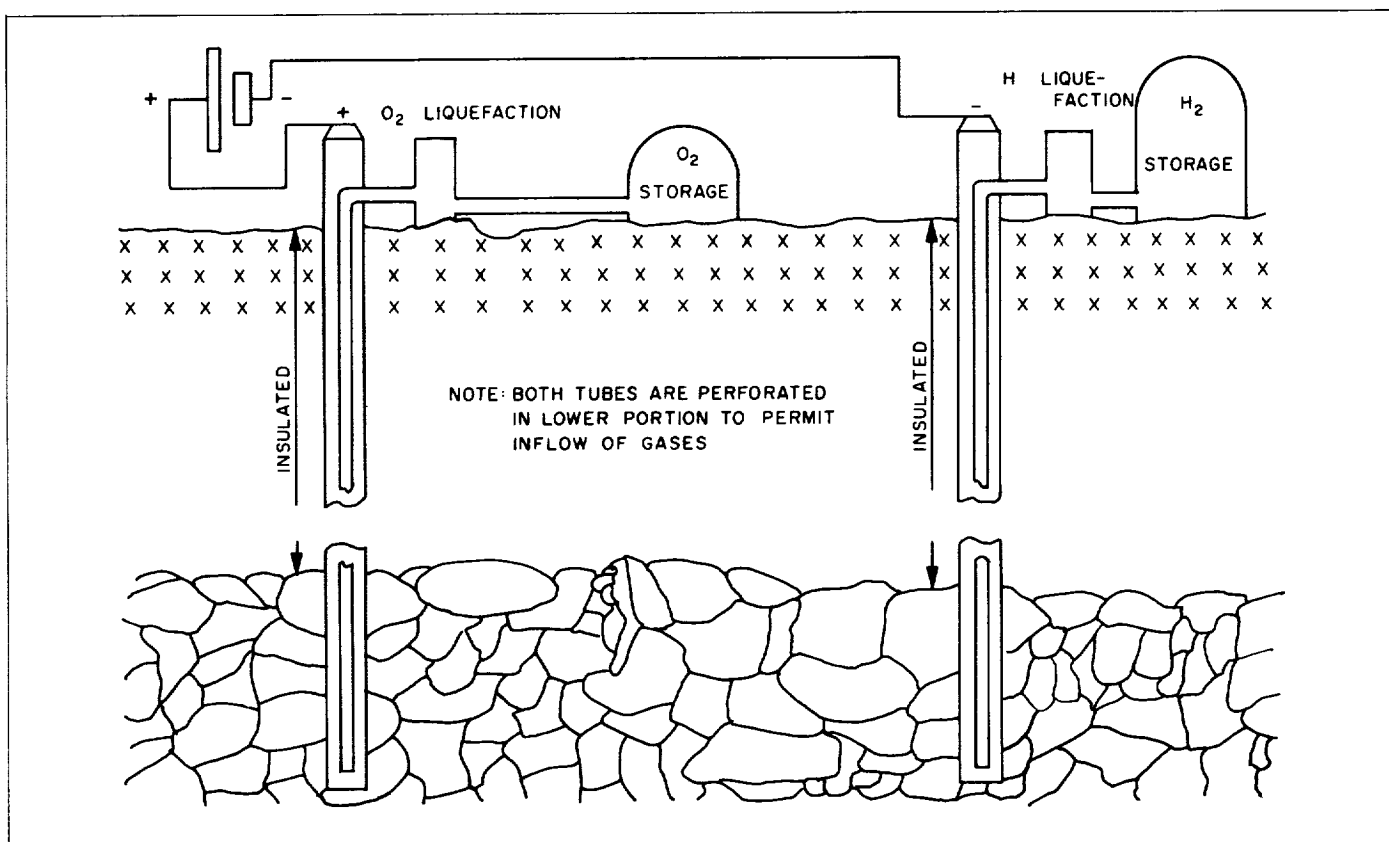 + -
+ O₂ LIQUEFACTION
-
H LIQUE-
FACTION
H₂
STORAGE
O₂
STORAGE
X X X X X X X X X X X X X X X X X X X X X X X X X X
X X X X X X X X X X X X X X X X X X X X X X X X X X
X X X X X X X X X X X X X X X X X X X X X X X X X X
INSULATED
NOTE: BOTH TUBES ARE PERFORATED
IN LOWER PORTION TO PERMIT
INFLOW OF GASES
INSULATED